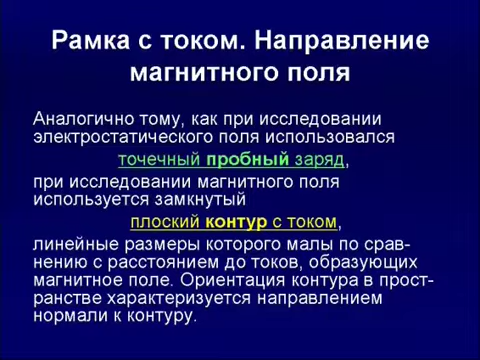 Рамка с током. Направление
магнитного поля
Аналогично тому, как при исследовании
электростатического поля использовался
точечный пробный заряд,
при исследовании магнитного поля
используется замкнутый
плоский контур с током,
линейные размеры которого малы по срав-
нению с расстоянием до токов, образующих
магнитное поле. Ориентация контура в прост-
ранстве характеризуется направлением
нормали к контуру.